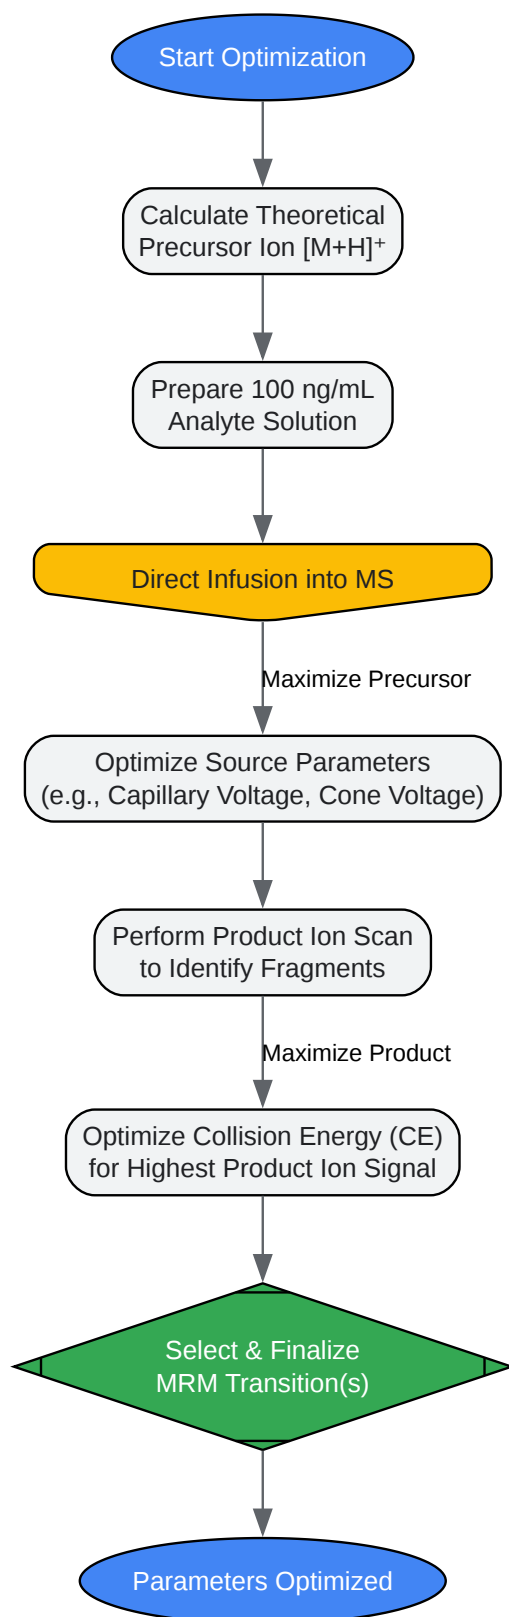 Start Optimization
Calculate Theoretical
Precursor Ion [M+H]⁺
Prepare 100 ng/mL
Analyte Solution
Direct Infusion into MS
Maximize Precursor
Optimize Source Parameters
(e.g., Capillary Voltage, Cone Voltage)
Perform Product Ion Scan
to Identify Fragments
Maximize Product
Optimize Collision Energy (CE)
for Highest Product Ion Signal
Select & Finalize
MRM Transition(s)
Parameters Optimized